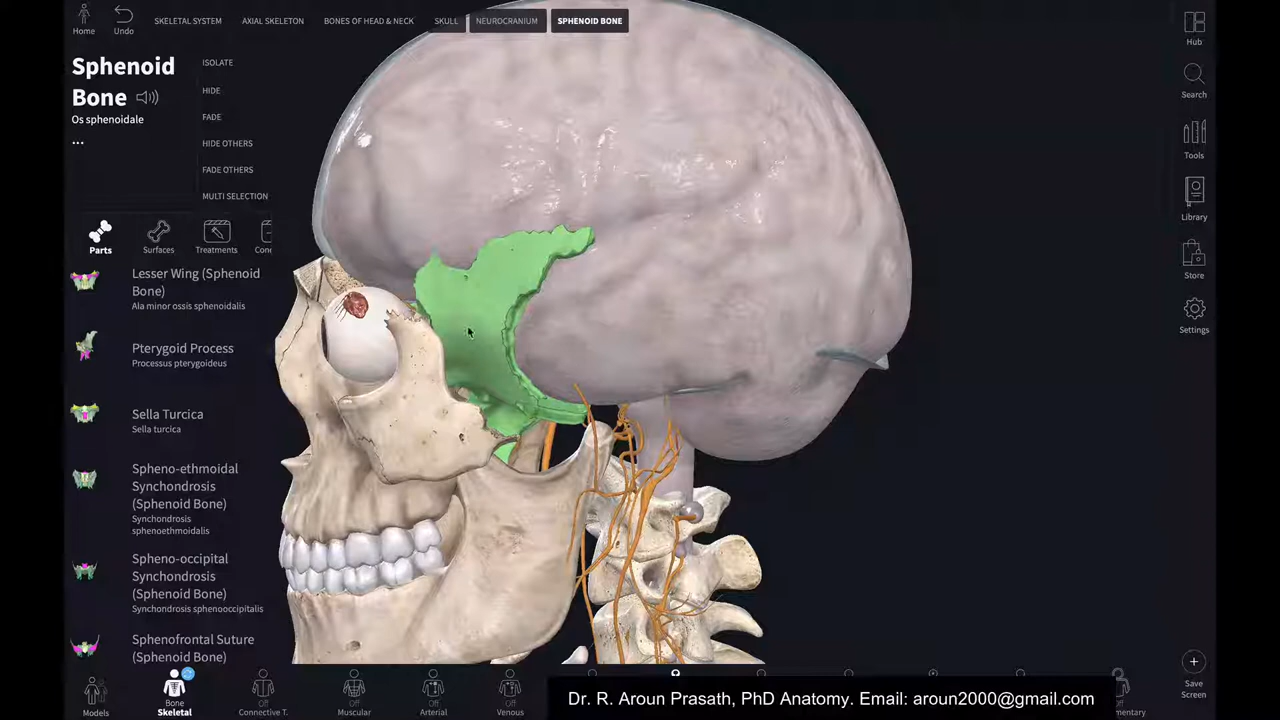 Home
Undo
SKELETAL SYSTEM
AXIAL SKELETON
BONES OF HEAD & NECK
SKULL
NEUROCRANIUM
SPHENOID BONE
Hub
Sphenoid
Bone
Os sphenoidale
...
ISOLATE
HIDE
FADE
HIDE OTHERS
FADE OTHERS
MULTI SELECTION
Search
Tools
Library
Store
Settings
Parts
Surfaces
Treatments
Lesser Wing (Sphenoid
Bone)
Ala minor ossis sphenoidalis
Pterygoid Process
Processus pterygoideus
Sella Turcica
Sella turcica
Spheno-ethmoidal
Synchondrosis
(Sphenoid Bone)
Synchondrosis
sphenoethmoidalis
Spheno-occipital
Synchondrosis
(Sphenoid Bone)
Synchondrosis sphenooccipitalis
Sphenofrontal Suture
(Sphenoid Bone)
Save
Screen
Models
Bone
Skeletal
Off
Connective T.
Off
Muscular
Off
Arterial
Off
Venous
Dr. R. Aroun Prasath, PhD Anatomy. Email: aroun2000@gmail.com